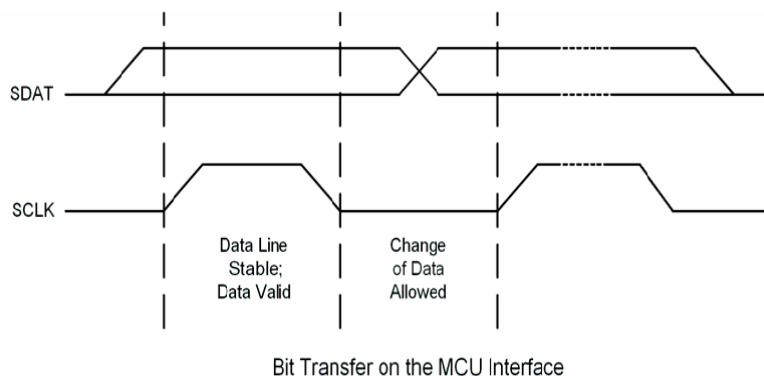 SDAT
SCLK
Data Line
Stable;
Data Valid
Change
of Data
Allowed
Bit Transfer on the MCU Interface